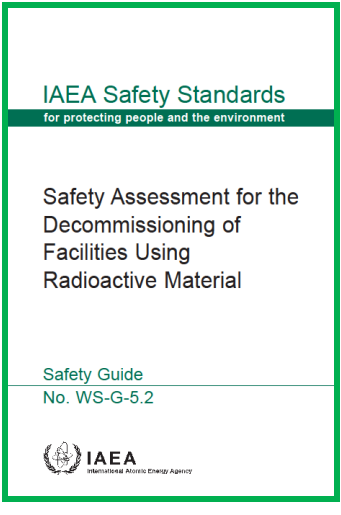 IAEA Safety Standards
for protecting people and the environment
Safety Assessment for the
Decommissioning of
Facilities Using
Radioactive Material
Safety Guide
No. WS-G-5.2
IAEA
International Atomic Energy Agency